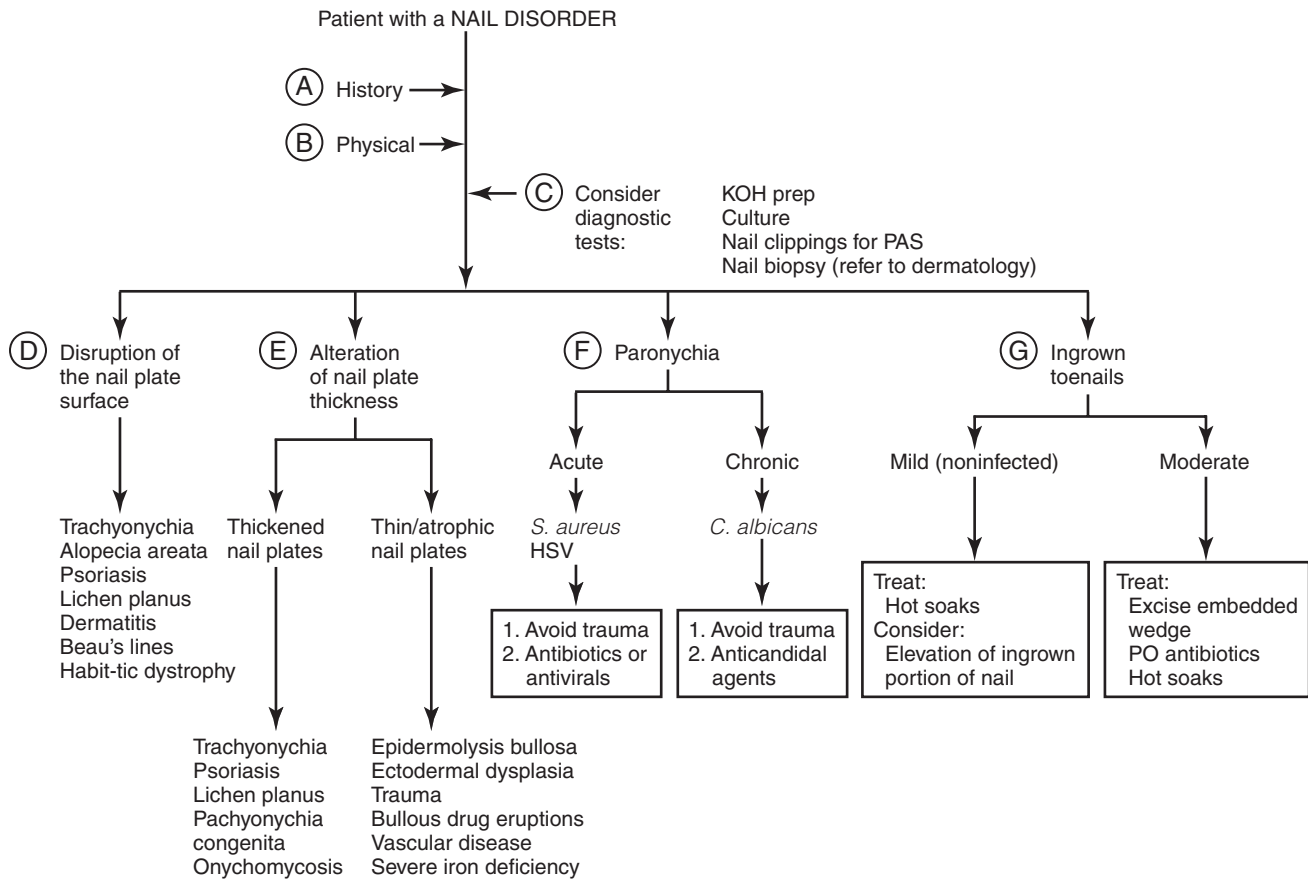 Patient with a NAIL DISORDER
A History
B Physical
C Consider
diagnostic
tests:
KOH prep
Culture
Nail clippings for PAS
Nail biopsy (refer to dermatology)
D Disruption of
the nail plate
surface
E Alteration
of nail plate
thickness
F Paronychia
G Ingrown
toenails
Acute
Chronic
Mild (noninfected)
Moderate
Trachyonychia
Alopecia areata
Psoriasis
Lichen planus
Dermatitis
Beau's lines
Habit-tic dystrophy
Thickened
nail plates
Thin/atrophic
nail plates
S. aureus
HSV
C. albicans
1. Avoid trauma
2. Antibiotics or
antivirals
1. Avoid trauma
2. Anticandidal
agents
Treat:
Hot soaks
Consider:
Elevation of ingrown
portion of nail
Treat:
Excise embedded
wedge
PO antibiotics
Hot soaks
Trachyonychia
Psoriasis
Lichen planus
Pachyonychia
congenita
Onychomycosis
Epidermolysis bullosa
Ectodermal dysplasia
Trauma
Bullous drug eruptions
Vascular disease
Severe iron deficiency